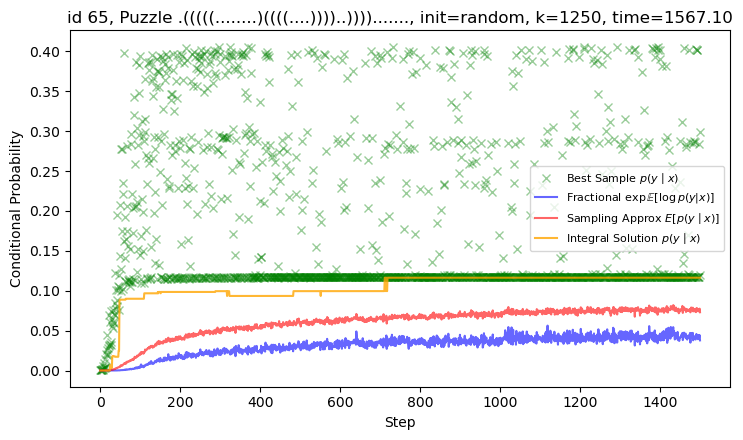 id 65, Puzzle .(((((........)((((....))))..))))......., init=random, k=1250, time=1567.10
Conditional Probability
0.40
0.35
0.30
0.25
0.20
0.15
0.10
0.05
0.00
Best Sample p(y | x)
Fractional exp 𝔼[log p(y|x)]
Sampling Approx E[p(y | x)]
Integral Solution p(y | x)
0 200 400 600 800 1000 1200 1400
Step